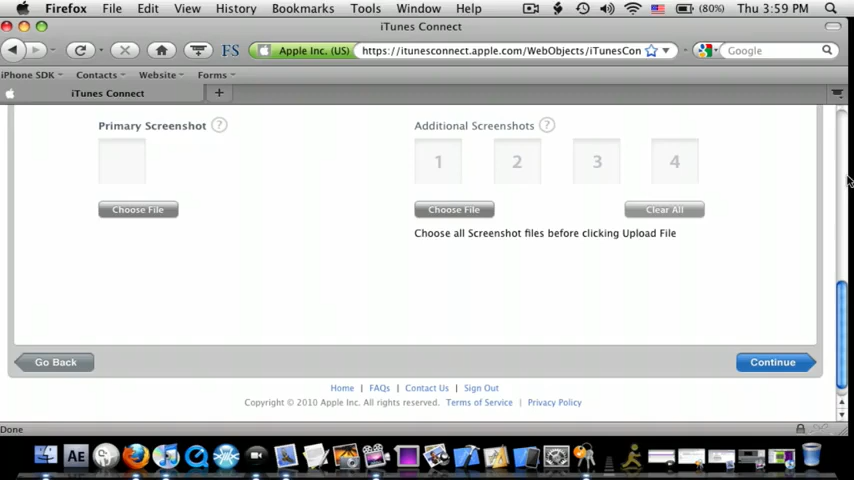 Firefox File Edit View History Bookmarks Tools Window Help (80%) Thu 3:59 PM
iTunes Connect
FS Apple Inc. (US) https://itunesconnect.apple.com/WebObjects/iTunesCon Google
iPhone SDK Contacts Website Forms
iTunes Connect +
Primary Screenshot ? Additional Screenshots ?
1 2 3 4
Choose File Choose File Clear All
Choose all Screenshot files before clicking Upload File
Go Back Continue
Home | FAQs | Contact Us | Sign Out
Copyright © 2010 Apple Inc. All rights reserved. Terms of Service | Privacy Policy
Done
AE